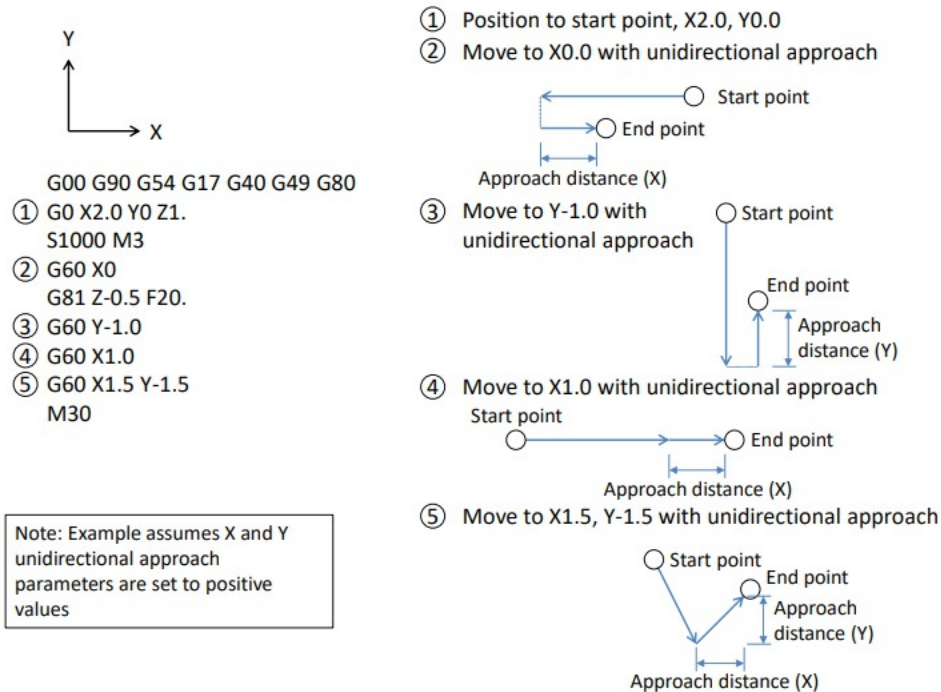 Y
X
G00 G90 G54 G17 G40 G49 G80
① G0 X2.0 Y0 Z1.
S1000 M3
② G60 X0
G81 Z-0.5 F20.
③ G60 Y-1.0
④ G60 X1.0
⑤ G60 X1.5 Y-1.5
M30
Note: Example assumes X and Y
unidirectional approach
parameters are set to positive
values
① Position to start point, X2.0, Y0.0
② Move to X0.0 with unidirectional approach
Start point
End point
Approach distance (X)
③ Move to Y-1.0 with
unidirectional approach
Start point
End point
Approach
distance (Y)
④ Move to X1.0 with unidirectional approach
Start point
End point
Approach distance (X)
⑤ Move to X1.5, Y-1.5 with unidirectional approach
Start point
End point
Approach
distance (Y)
Approach distance (X)